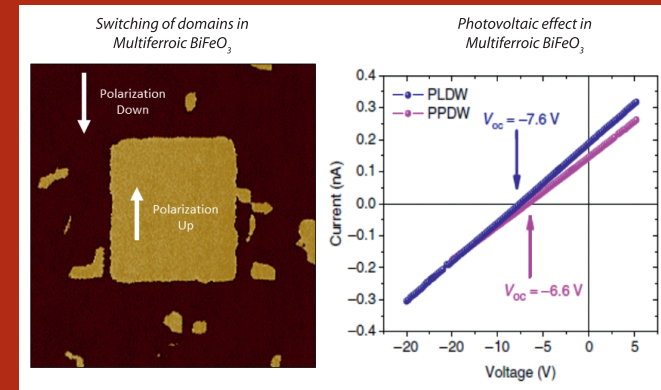 Switching of domains in
Multiferroic BiFeO3
Polarization
Down
Polarization
Up
Photovoltaic effect in
Multiferroic BiFeO3
PLDW
PPDW
Voc = –7.6 V
Voc = –6.6 V
Current (nA)
0.4
0.3
0.2
0.1
0.0
–0.1
–0.2
–0.3
–0.4
–20 –20 –10 –5 0 5
Voltage (V)